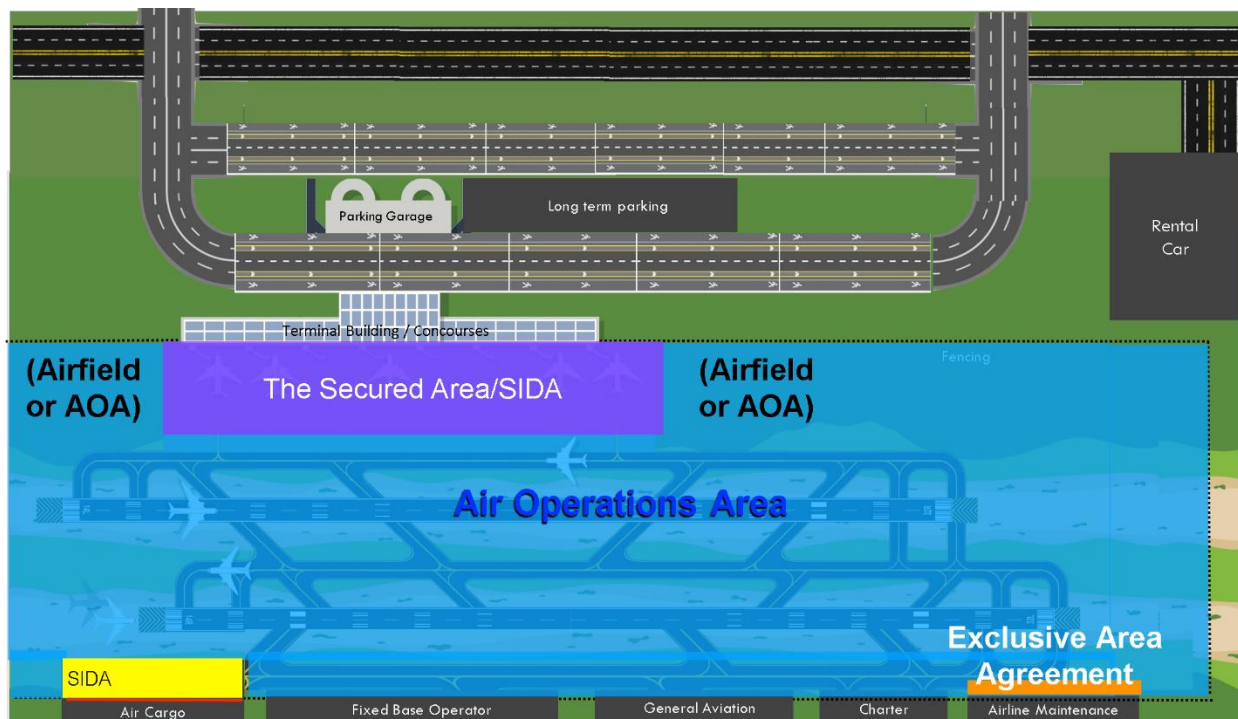 Parking Garage
Long term parking
Rental
Car
Terminal Building / Concourses
(Airfield
or AOA)
The Secured Area/SIDA
(Airfield
or AOA)
Fencing
Air Operations Area
Exclusive Area
Agreement
SIDA
Air Cargo
Fixed Base Operator
General Aviation
Charter
Airline Maintenance